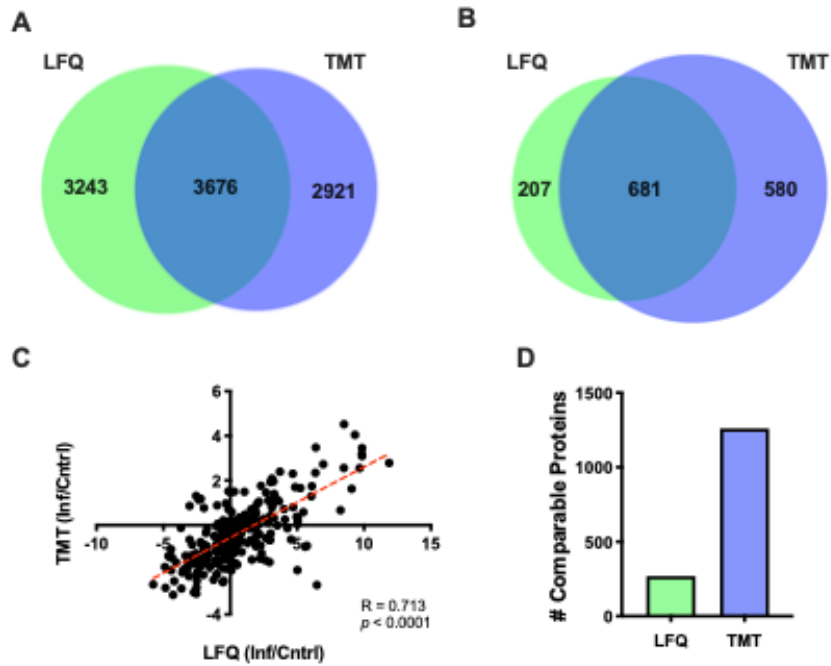 A
LFQ
TMT
3243
3676
2921
B
LFQ
TMT
207
681
580
C
TMT (Inf/Cntrl)
6
4
2
-10
-5
5
10
15
-4
R = 0.713
p < 0.0001
LFQ (Inf/Cntrl)
D
# Comparable Proteins
1500
1000
500
0
LFQ
TMT